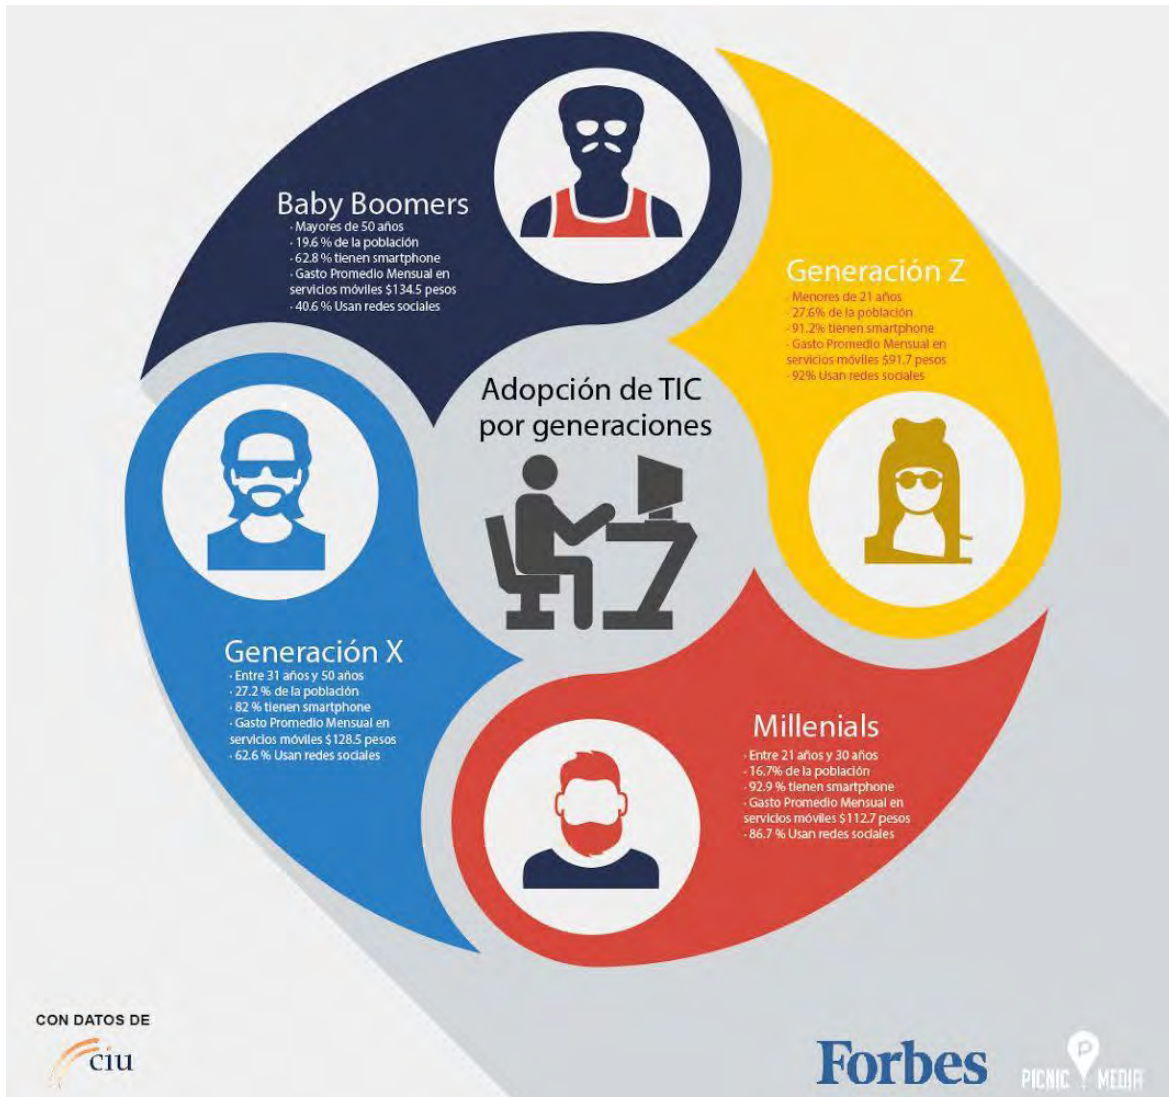 Baby Boomers
· Mayores de 50 años
· 19.6 % de la población
· 62.8 % tienen smartphone
· Gasto Promedio Mensual en
servicios móviles $134.5 pesos
· 40.6 % Usan redes sociales
Generación Z
· Menores de 21 años
· 27.6% de la población
· 91.2% tienen smartphone
· Gasto Promedio Mensual en
servicios móviles $91.7 pesos
· 92% Usan redes sociales
Adopción de TIC
por generaciones
Generación X
· Entre 31 años y 50 años
· 27.2 % de la población
· 82 % tienen smartphone
· Gasto Promedio Mensual en
servicios móviles $128.5 pesos
· 62.6 % Usan redes sociales
Millenials
· Entre 21 años y 30 años
· 16.7% de la población
· 92.9 % tienen smartphone
· Gasto Promedio Mensual en
servicios móviles $112.7 pesos
· 86.7 % Usan redes sociales
CON DATOS DE
ciu
Forbes
PICNIC P MEDIA